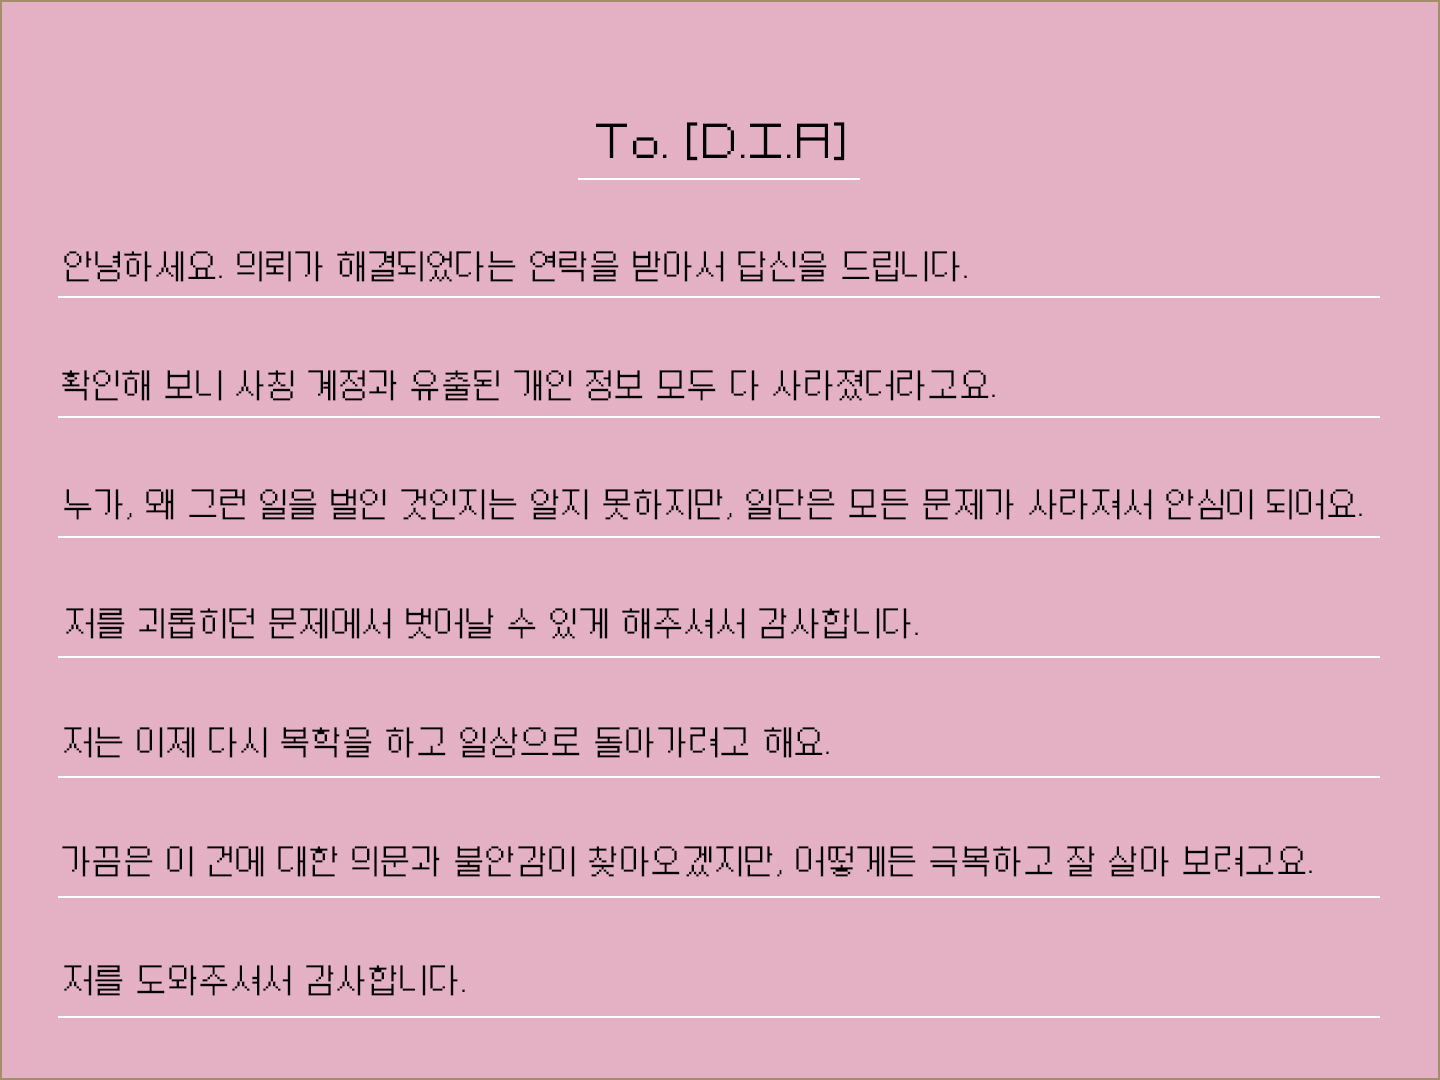 To. [D.I.A]
안녕하세요. 의뢰가 해결되었다는 연락을 받아서 답신을 드립니다.
확인해 보니 사칭 계정과 유출된 개인 정보 모두 다 사라졌더라고요.
누가, 왜 그런 일을 벌인 것인지는 알지 못하지만, 일단은 모든 문제가 사라져서 안심이 되어요.
저를 괴롭히던 문제에서 벗어날 수 있게 해주셔서 감사합니다.
저는 이제 다시 복학을 하고 일상으로 돌아가려고 해요.
가끔은 이 건에 대한 의문과 불안감이 찾아오겠지만, 어떻게든 극복하고 잘 살아 보려고요.
저를 도와주셔서 감사합니다.